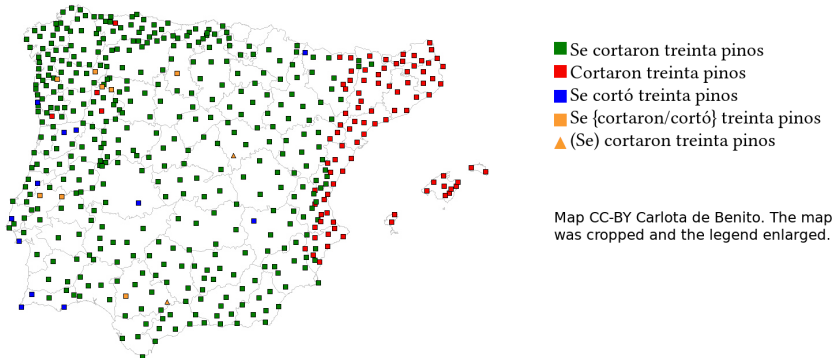 Se cortaron treinta pinos
Cortaron treinta pinos
Se cortó treinta pinos
Se {cortaron/cortó} treinta pinos
(Se) cortaron treinta pinos
Map CC-BY Carlota de Benito. The map
was cropped and the legend enlarged.